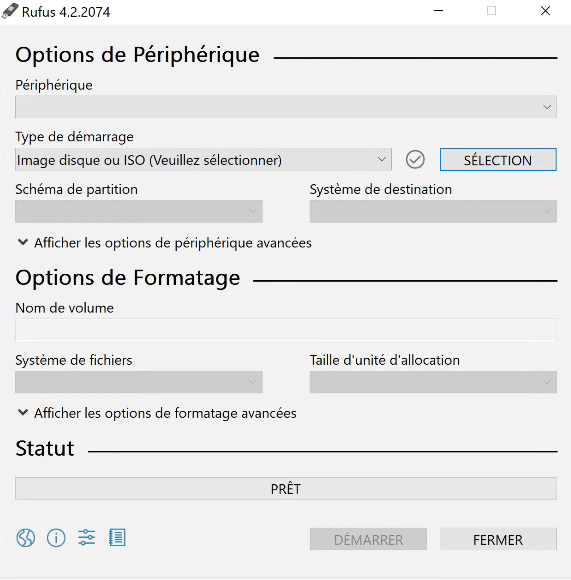 Rufus 4.2.2074
Options de Périphérique
Périphérique
Type de démarrage
Image disque ou ISO (Veuillez sélectionner)
SÉLECTION
Schéma de partition
Système de destination
Afficher les options de périphérique avancées
Options de Formatage
Nom de volume
Système de fichiers
Taille d'unité d'allocation
Afficher les options de formatage avancées
Statut
PRÊT
DÉMARRER
FERMER